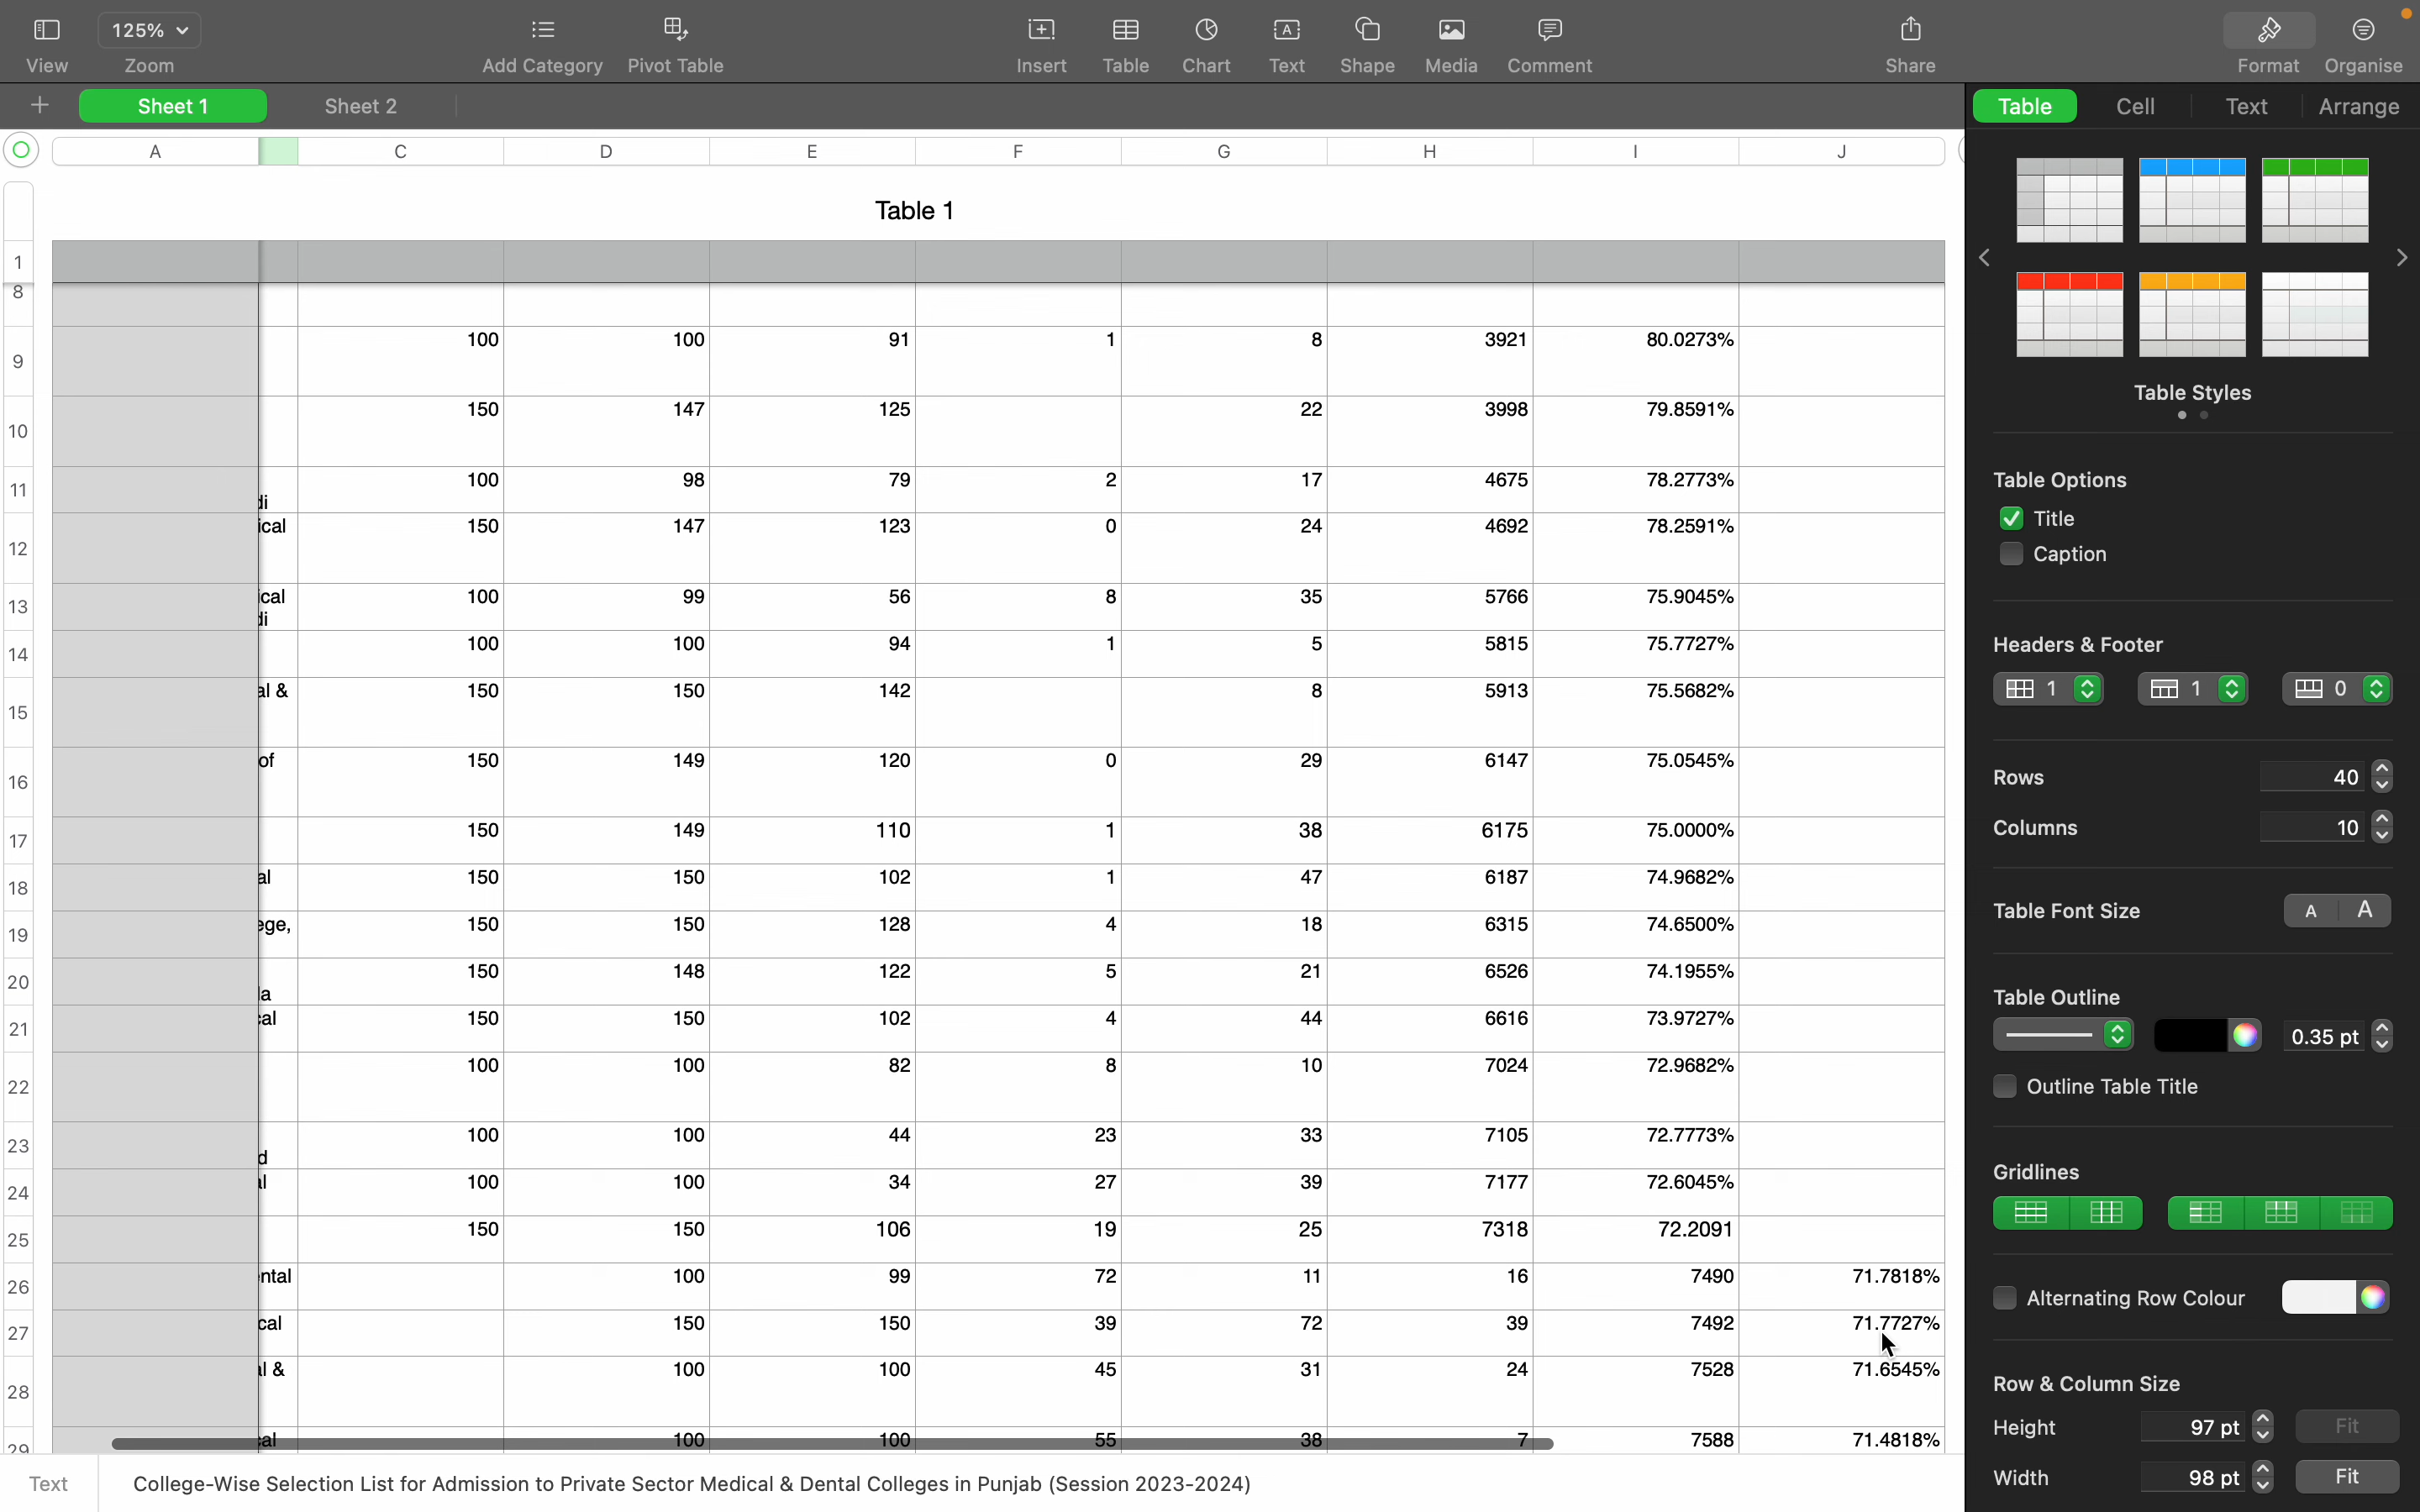 125%
View Zoom Add Category Pivot Table Insert Table Chart Text Shape Media Comment Share Format Organise
Sheet 1 Sheet 2 Table Cell Text Arrange
A C D E F G H I J
Table 1
1
8
9 100 100 91 1 8 3921 80.0273%
10 150 147 125 22 3998 79.8591%
11 100 98 79 2 17 4675 78.2773%
di
12 ical 150 147 123 0 24 4692 78.2591%
13 ical 100 99 56 8 35 5766 75.9045%
di
14 100 100 94 1 5 5815 75.7727%
15 al & 150 150 142 8 5913 75.5682%
16 of 150 149 120 0 29 6147 75.0545%
17 150 149 110 1 38 6175 75.0000%
18 al 150 150 102 1 47 6187 74.9682%
19 ege, 150 150 128 4 18 6315 74.6500%
20 150 148 122 5 21 6526 74.1955%
la
21 cal 150 150 102 4 44 6616 73.9727%
22 100 100 82 8 10 7024 72.9682%
23 100 100 44 23 33 7105 72.7773%
d
24 al 100 100 34 27 39 7177 72.6045%
25 150 150 106 19 25 7318 72.2091
26 ental 100 99 72 11 16 7490 71.7818%
27 cal 150 150 39 72 39 7492 71.7727%
28 al & 100 100 45 31 24 7528 71.6545%
29 cal 100 100 55 38 7 7588 71.4818%
Text College-Wise Selection List for Admission to Private Sector Medical & Dental Colleges in Punjab (Session 2023-2024)
Table Styles
Table Options
Title
Caption
Headers & Footer
1 1 0
Rows 40
Columns 10
Table Font Size A A
Table Outline
0.35 pt
Outline Table Title
Gridlines
Alternating Row Colour
Row & Column Size
Height 97 pt Fit
Width 98 pt Fit